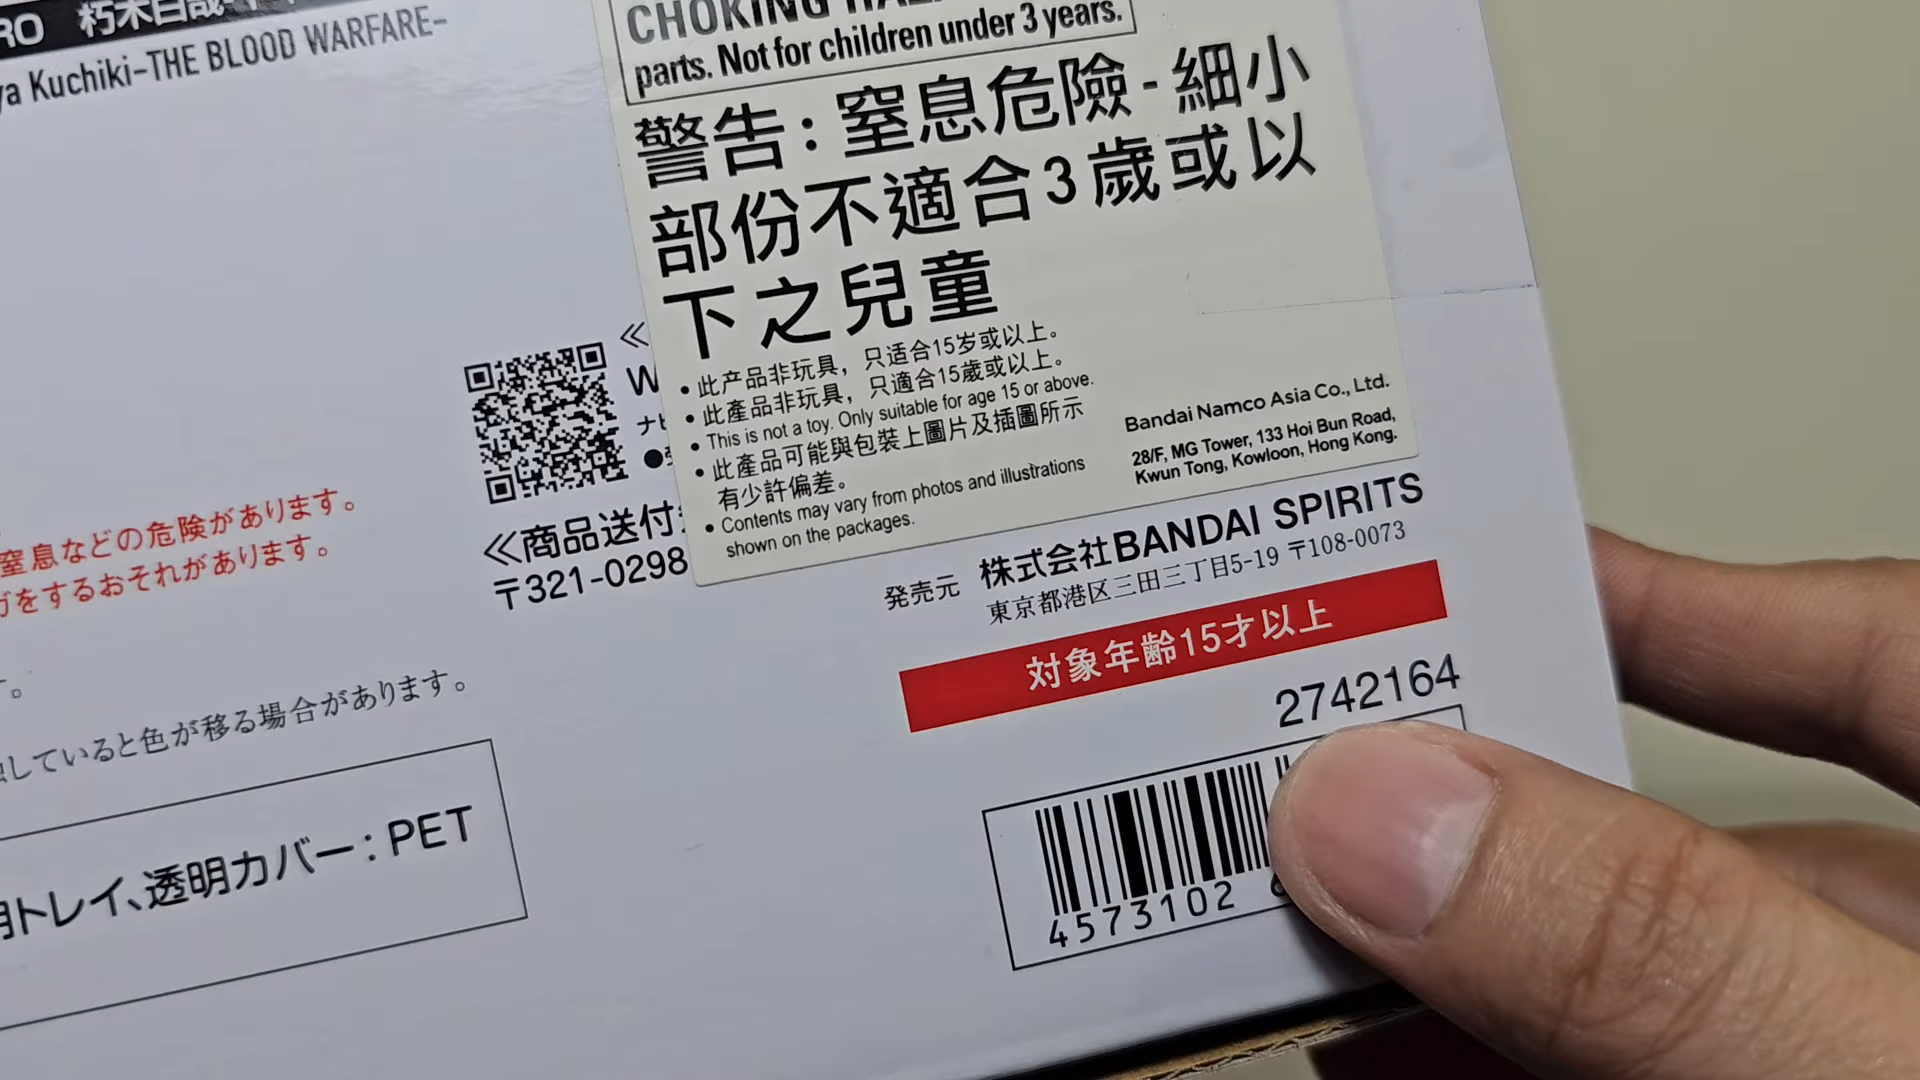 RO 朽木白哉
ya Kuchiki-THE BLOOD WARFARE-
CHOKING
parts. Not for children under 3 years.
警告：窒息危險-細小
部份不適合3歲或以
下之兒童
• 此产品非玩具，只适合15岁或以上。
• 此產品非玩具，只適合15歲或以上。
• This is not a toy. Only suitable for age 15 or above.
• 此產品可能與包裝上圖片及插圖所示
有少許偏差。
• Contents may vary from photos and illustrations
shown on the packages.
Bandai Namco Asia Co., Ltd.
28/F, MG Tower, 133 Hoi Bun Road,
Kwun Tong, Kowloon, Hong Kong.
≪
W
ナビ
≪商品送付
〒321-0298
発売元 株式会社BANDAI SPIRITS
東京都港区三田三丁目5-19 〒108-0073
対象年齢15才以上
2742164
4573102
窒息などの危険があります。
をするおそれがあります。
す。
していると色が移る場合があります。
用トレイ、透明カバー：PET